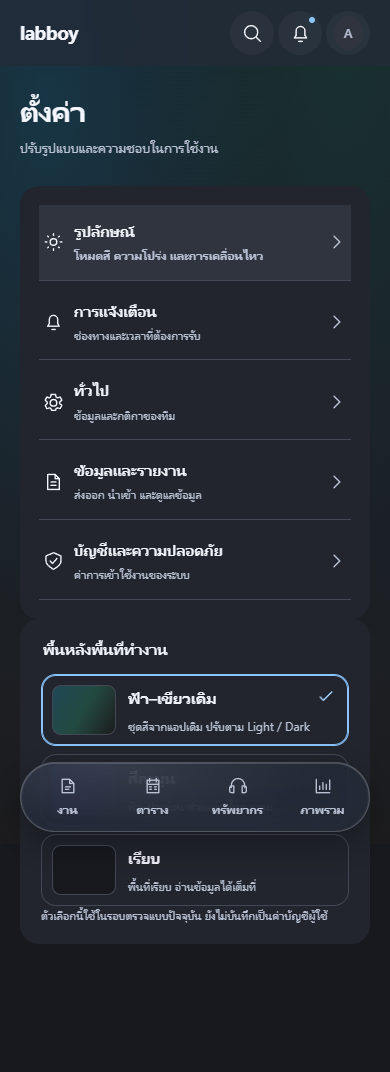 labboy
A
ตั้งค่า
ปรับรูปแบบและความชอบในการใช้งาน
รูปลักษณ์
โหมดสี ความโปร่ง และการเคลื่อนไหว
การแจ้งเตือน
ช่องทางและเวลาที่ต้องการรับ
ทั่วไป
ข้อมูลและกติกาของทีม
ข้อมูลและรายงาน
ส่งออก นำเข้า และดูแลข้อมูล
บัญชีและความปลอดภัย
ค่าการเข้าใช้งานของระบบ
พื้นหลังพื้นที่ทำงาน
ฟ้า–เขียวเดิม
ชุดสีจากแอปเดิม ปรับตาม Light / Dark
งาน
ตาราง
ทรัพยากร
ภาพรวม
เรียบ
พื้นที่เรียบ อ่านข้อมูลได้เต็มที่
ตัวเลือกนี้ใช้ในรอบตรวจแบบปัจจุบัน ยังไม่บันทึกเป็นค่าบัญชีผู้ใช้